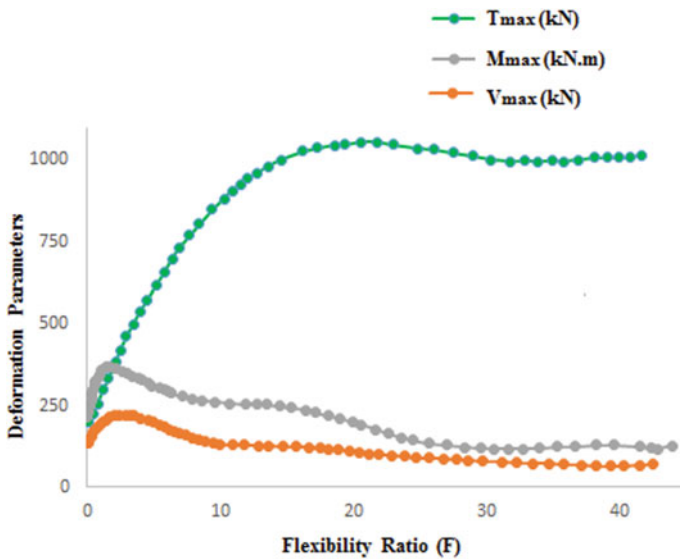 Tmax (kN)
Mmax (kN.m)
Vmax (kN)
Deformation Parameters
1000
750
500
250
0
0 10 20 30 40
Flexibility Ratio (F)